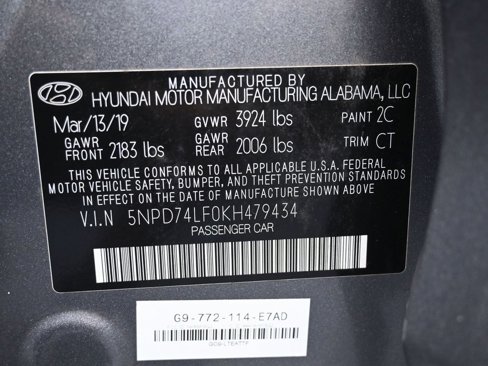 MANUFACTURED BY
HYUNDAI MOTOR MANUFACTURING ALABAMA, LLC
Mar/13/19 GVWR 3924 lbs PAINT 2C
GAWR FRONT 2183 lbs GAWR REAR 2006 lbs TRIM CT
THIS VEHICLE CONFORMS TO ALL APPLICABLE U.S.A. FEDERAL
MOTOR VEHICLE SAFETY, BUMPER, AND THEFT PREVENTION STANDARDS
IN EFFECT ON THE DATE OF MANUFACTURE SHOWN ABOVE
V.I.N 5NPD74LF0KH479434
PASSENGER CAR
G9-772-114-E7AD